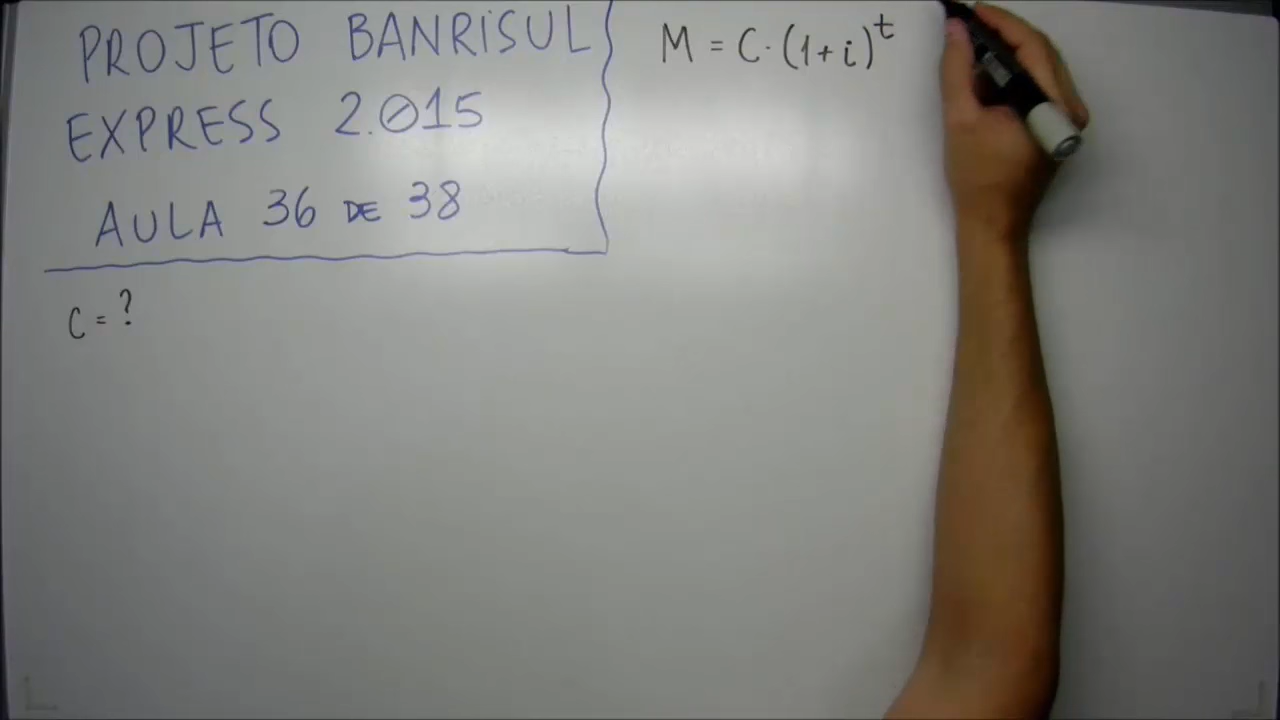 PROJETO BANRISUL
EXPRESS 2.015
AULA 36 DE 38
C = ?
M = C · (1 + i)^t